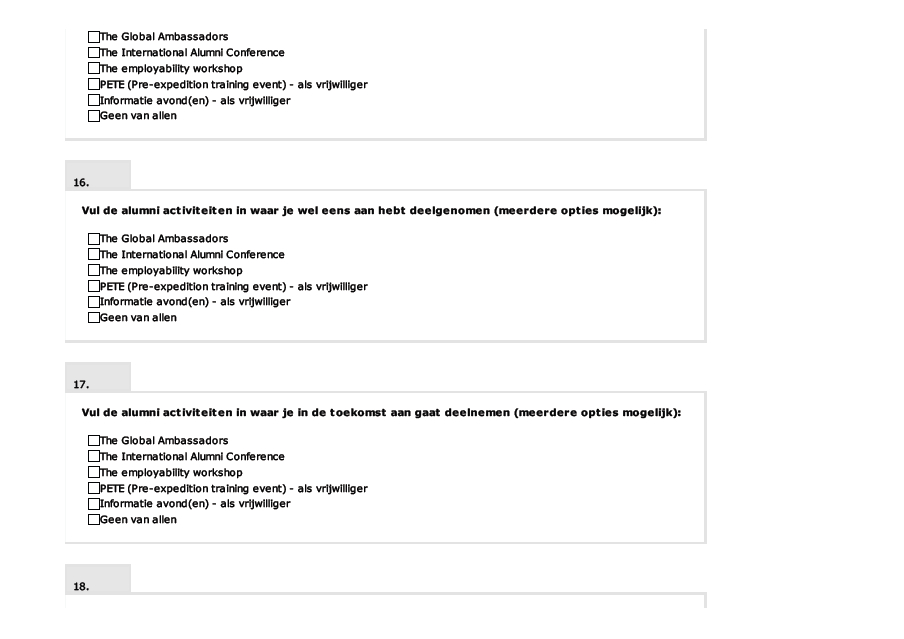 The Global Ambassadors
The International Alumni Conference
The employability workshop
PETE (Pre-expedition training event) - als vrijwilliger
Informatie avond(en) - als vrijwilliger
Geen van allen
16.
Vul de alumni activiteiten in waar je wel eens aan hebt deelgenomen (meerdere opties mogelijk):
The Global Ambassadors
The International Alumni Conference
The employability workshop
PETE (Pre-expedition training event) - als vrijwilliger
Informatie avond(en) - als vrijwilliger
Geen van allen
17.
Vul de alumni activiteiten in waar je in de toekomst aan gaat deelnemen (meerdere opties mogelijk):
The Global Ambassadors
The International Alumni Conference
The employability workshop
PETE (Pre-expedition training event) - als vrijwilliger
Informatie avond(en) - als vrijwilliger
Geen van allen
18.